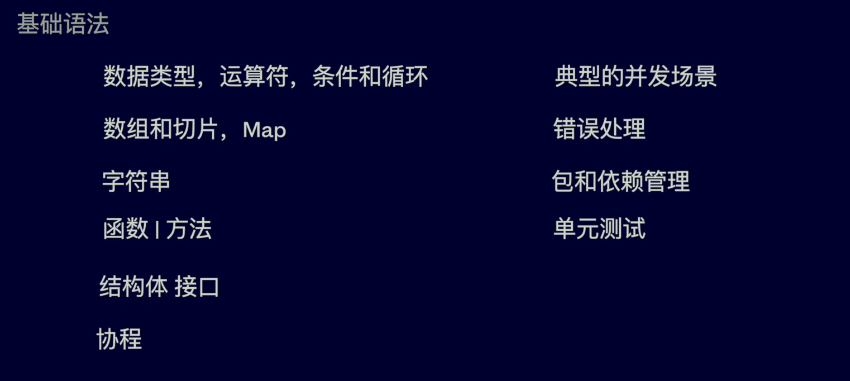 基础语法
数据类型，运算符，条件和循环
数组和切片，Map
字符串
函数 | 方法
结构体 接口
协程
典型的并发场景
错误处理
包和依赖管理
单元测试